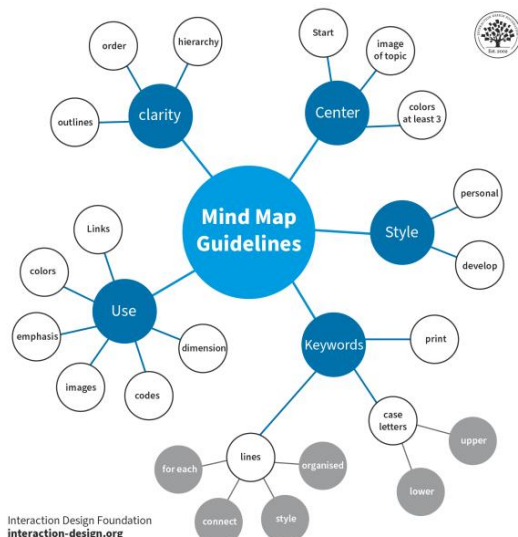 order
hierarchy
outlines
clarity
Start
image
of topic
colors
at least 3
Center
Est. 2002
Mind Map
Guidelines
personal
Style
develop
Links
colors
Use
emphasis
dimension
images
codes
Keywords
print
case
letters
upper
lower
lines
for each
organised
connect
style
Interaction Design Foundation
interaction-design.org